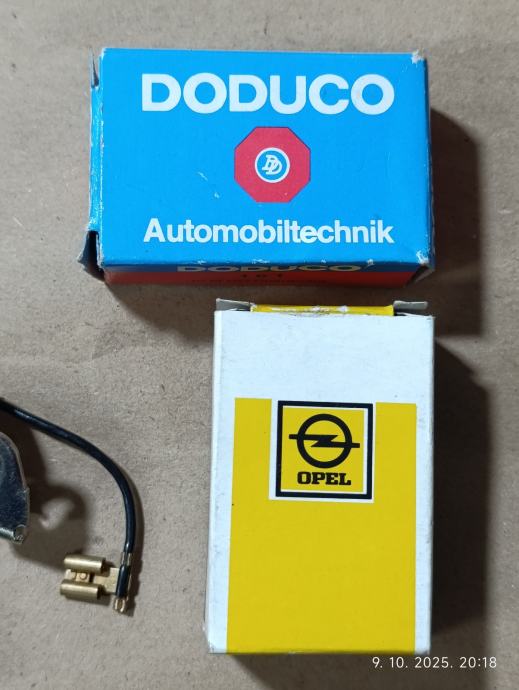 DODUCO
DD
Automobiltechnik
DODUCO
OPEL
9. 10. 2025. 20:18